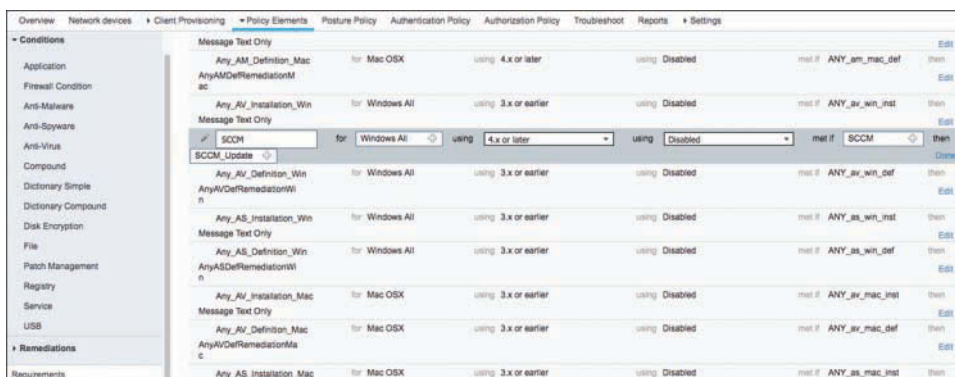 Overview Network devices Client Provisioning Policy Elements Posture Policy Authentication Policy Authorization Policy Troubleshoot Reports Settings
Conditions
Application
Firewall Condition
Anti-Malware
Anti-Spyware
Anti-Virus
Compound
Dictionary Simple
Dictionary Compound
Disk Encryption
File
Patch Management
Registry
Service
USB
Remediations
Requirements
Message Text Only
Edit
Any_AM_Definition_Mac for Mac OSX using 4.x or later using Disabled met if ANY_am_mac_def then
AnyAMDefRemediationM
ac
Edit
Any_AV_Installation_Win for Windows All using 3.x or earlier using Disabled met if ANY_av_win_inst then
Message Text Only
Edit
SCCM for Windows All using 4.x or later using Disabled met if SCCM then
SCCM_Update Done
Any_AV_Definition_Win for Windows All using 3.x or earlier using Disabled met if ANY_av_win_def then
AnyAVDefRemediationWi
n
Edit
Any_AS_Installation_Win for Windows All using 3.x or earlier using Disabled met if ANY_as_win_inst then
Message Text Only
Edit
Any_AS_Definition_Win for Windows All using 3.x or earlier using Disabled met if ANY_as_win_def then
AnyASDefRemediationWi
n
Edit
Any_AV_Installation_Mac for Mac OSX using 3.x or earlier using Disabled met if ANY_av_mac_inst then
Message Text Only
Edit
Any_AV_Definition_Mac for Mac OSX using 3.x or earlier using Disabled met if ANY_av_mac_def then
AnyAVDefRemediationMa
c
Edit
Any_AS_Installation_Mac for Mac OSX using 3.x or earlier using Disabled met if ANY_as_mac_inst then